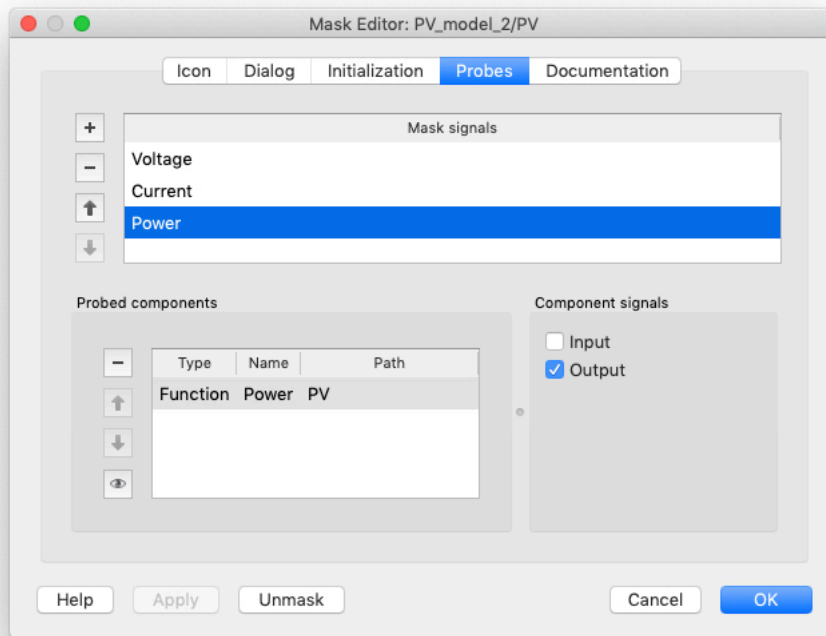 Mask Editor: PV_model_2/PV
Icon Dialog Initialization Probes Documentation
+ Mask signals
− Voltage
Current
Power
Probed components Component signals
− Type Name Path Input
Function Power PV Output
Help Apply Unmask Cancel OK